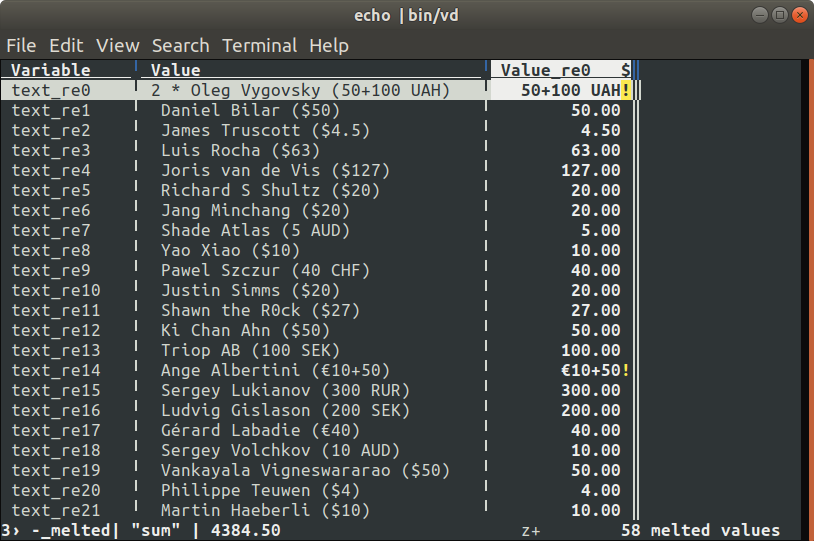 echo | bin/vd
File Edit View Search Terminal Help
Variable Value Value_re0 $
text_re0 2 * Oleg Vygovsky (50+100 UAH) 50+100 UAH!
text_re1 Daniel Bilar ($50) 50.00
text_re2 James Truscott ($4.5) 4.50
text_re3 Luis Rocha ($63) 63.00
text_re4 Joris van de Vis ($127) 127.00
text_re5 Richard S Shultz ($20) 20.00
text_re6 Jang Minchang ($20) 20.00
text_re7 Shade Atlas (5 AUD) 5.00
text_re8 Yao Xiao ($10) 10.00
text_re9 Pawel Szczur (40 CHF) 40.00
text_re10 Justin Simms ($20) 20.00
text_re11 Shawn the R0ck ($27) 27.00
text_re12 Ki Chan Ahn ($50) 50.00
text_re13 Triop AB (100 SEK) 100.00
text_re14 Ange Albertini (€10+50) €10+50!
text_re15 Sergey Lukianov (300 RUR) 300.00
text_re16 Ludvig Gislason (200 SEK) 200.00
text_re17 Gérard Labadie (€40) 40.00
text_re18 Sergey Volchkov (10 AUD) 10.00
text_re19 Vankayala Vigneswararao ($50) 50.00
text_re20 Philippe Teuwen ($4) 4.00
text_re21 Martin Haeberli ($10) 10.00
3› -_melted| "sum" | 4384.50 z+ 58 melted values